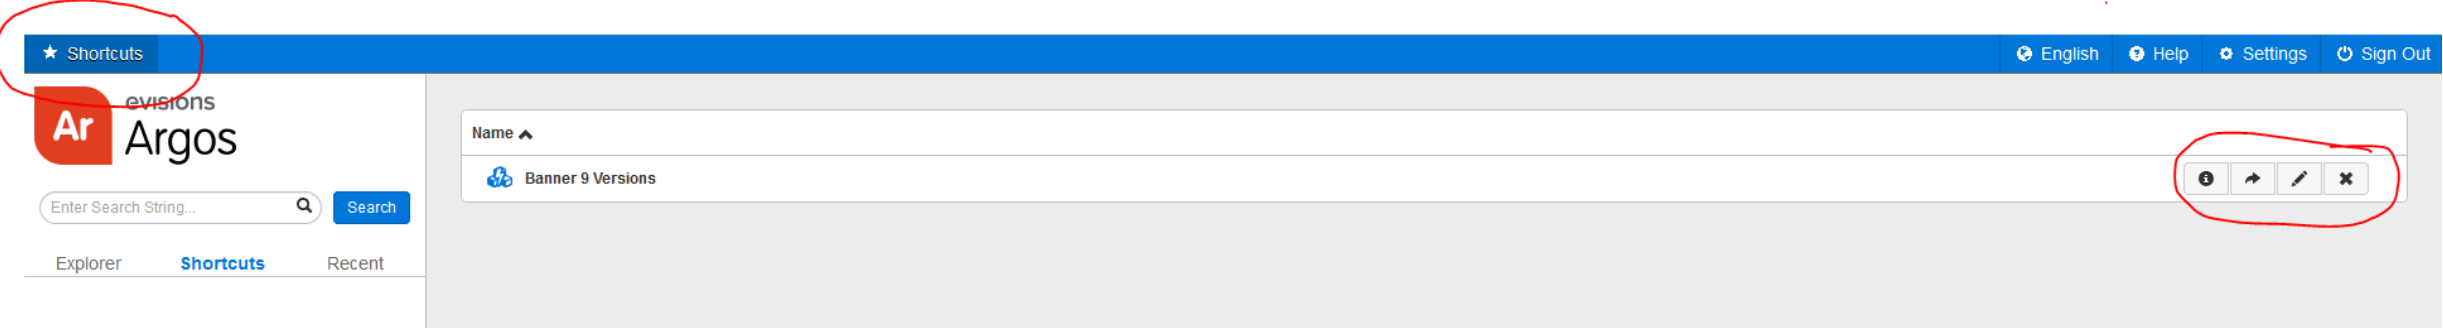 Shortcuts
English Help Settings Sign Out
Ar evisions
Argos
Enter Search String... Search
Explorer Shortcuts Recent
Name
Banner 9 Versions